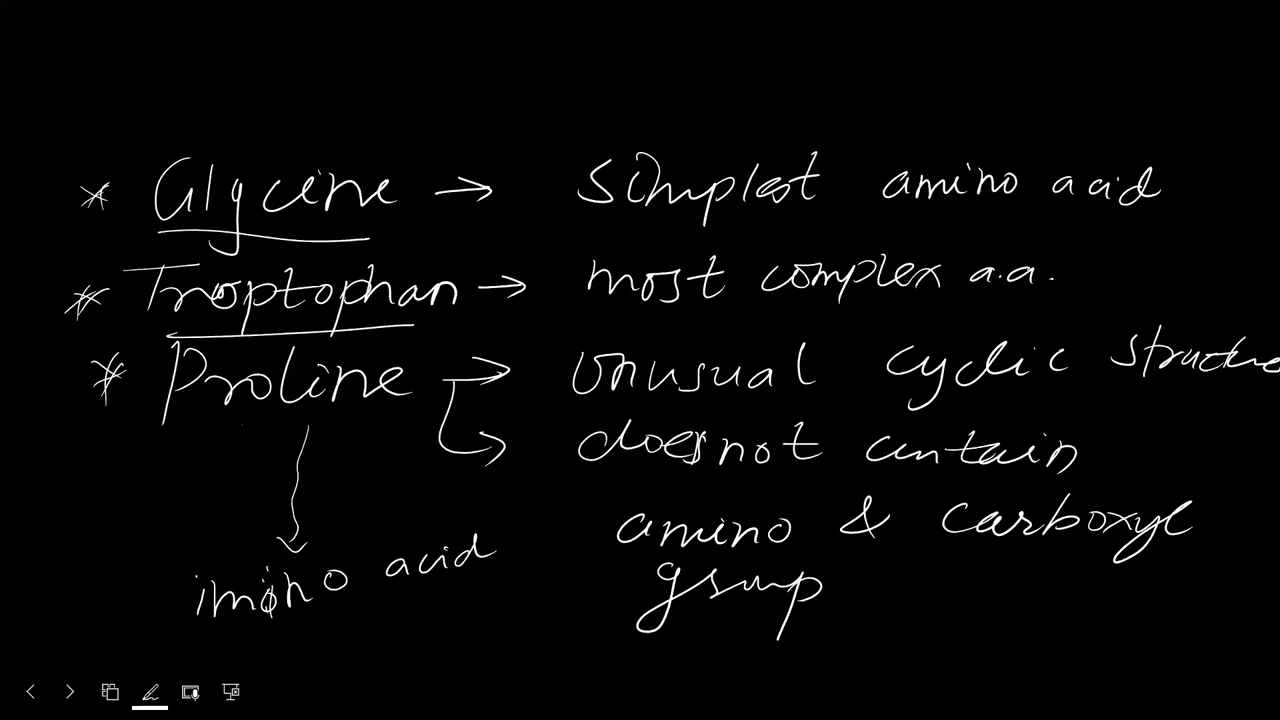 * Glycine → Simplest amino acid
* Troptophan → most complex a.a.
* Proline → unusual cyclic structure
doesnot contain
amino & carboxyl
group
imino acid